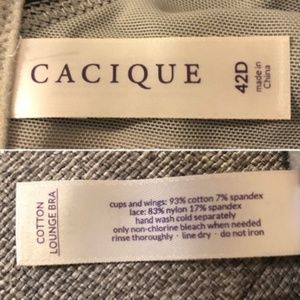 CACIQUE
42D
made in
China
COTTON
LOUNGE BRA
cups and wings: 93% cotton 7% spandex
lace: 83% nylon 17% spandex
hand wash cold separately
only non-chlorine bleach when needed
rinse thoroughly · line dry · do not iron